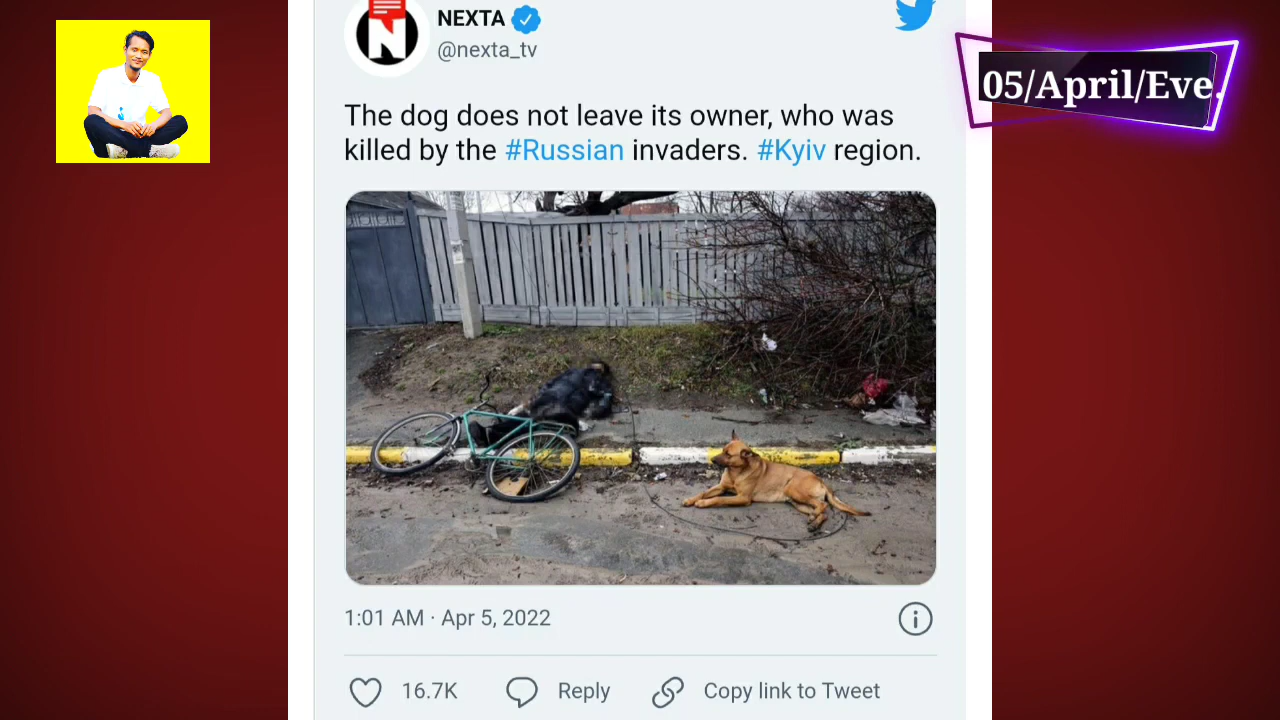 NEXTA
@nexta_tv
05/April/Eve.
The dog does not leave its owner, who was
killed by the #Russian invaders. #Kyiv region.
1:01 AM · Apr 5, 2022
16.7K Reply Copy link to Tweet